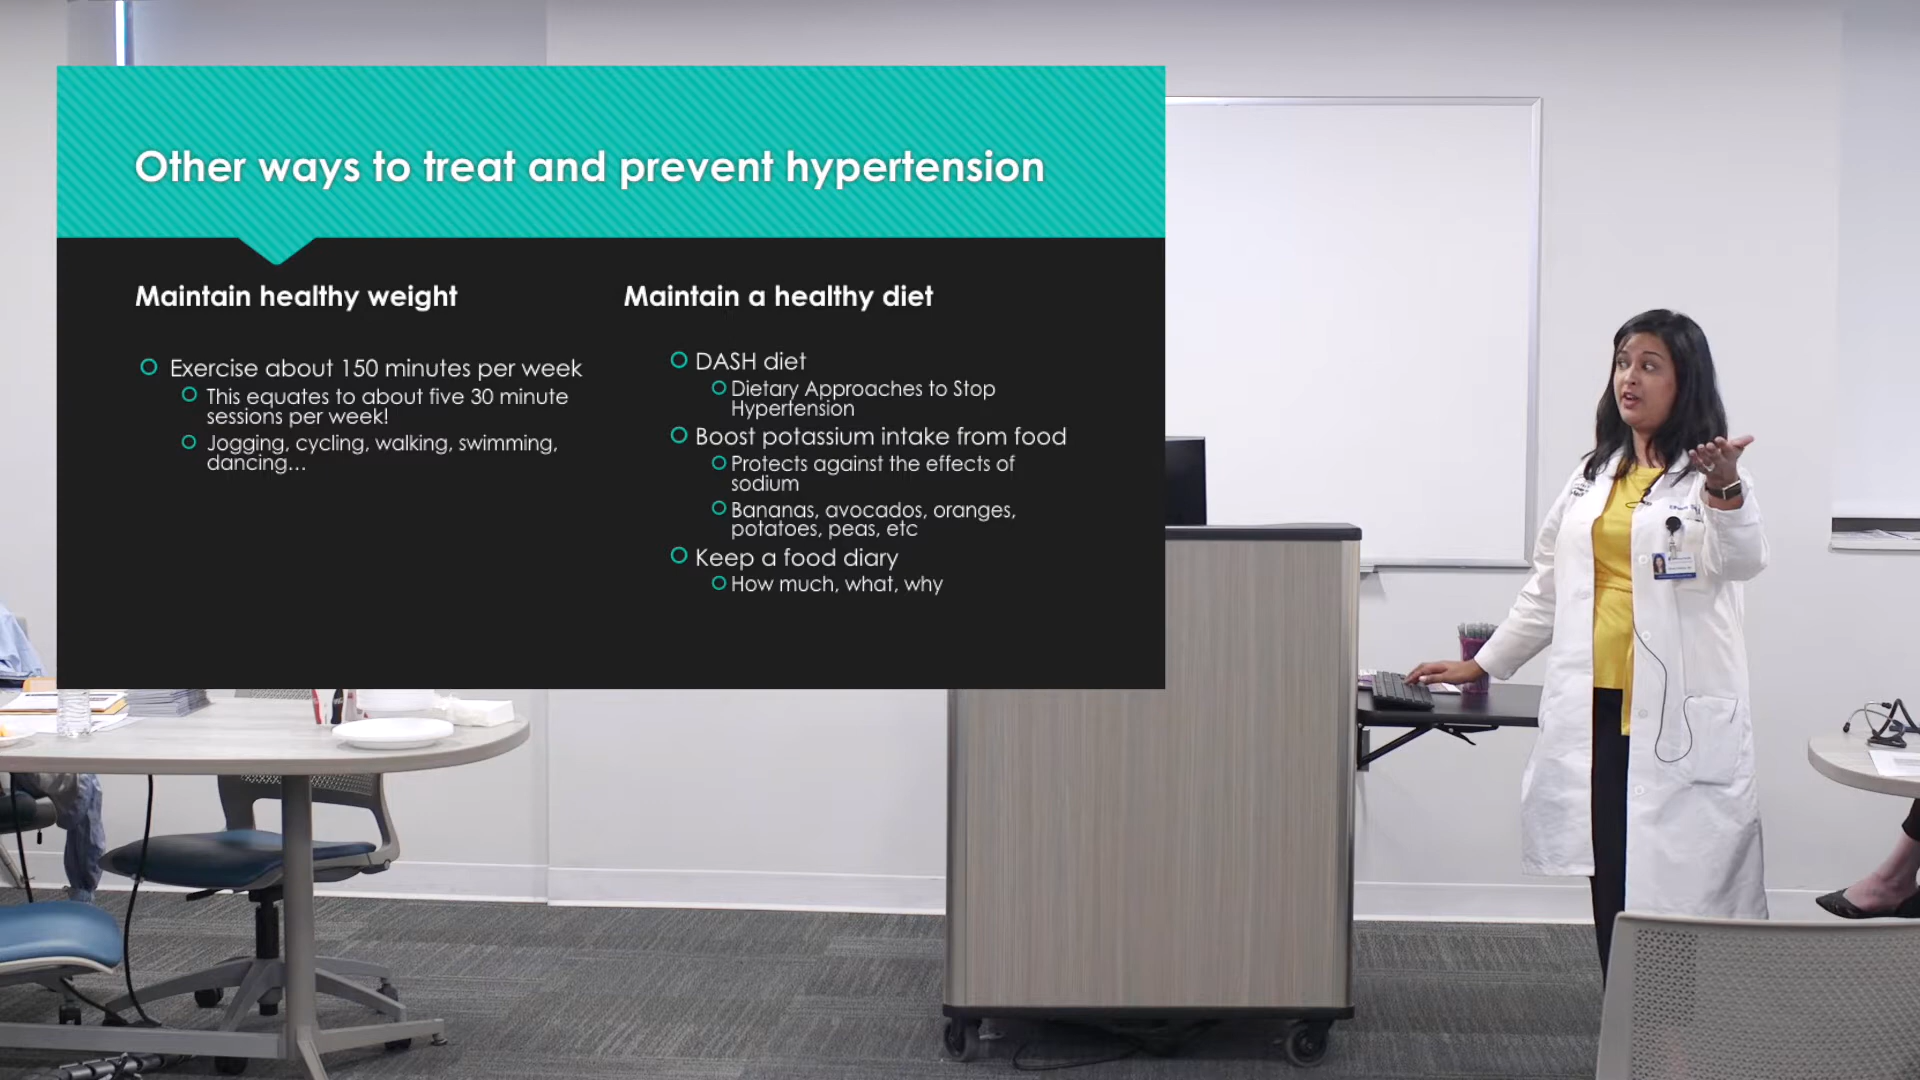 Other ways to treat and prevent hypertension
Maintain healthy weight
Exercise about 150 minutes per week
This equates to about five 30 minute
sessions per week!
Jogging, cycling, walking, swimming,
dancing...
Maintain a healthy diet
DASH diet
Dietary Approaches to Stop
Hypertension
Boost potassium intake from food
Protects against the effects of
sodium
Bananas, avocados, oranges,
potatoes, peas, etc
Keep a food diary
How much, what, why